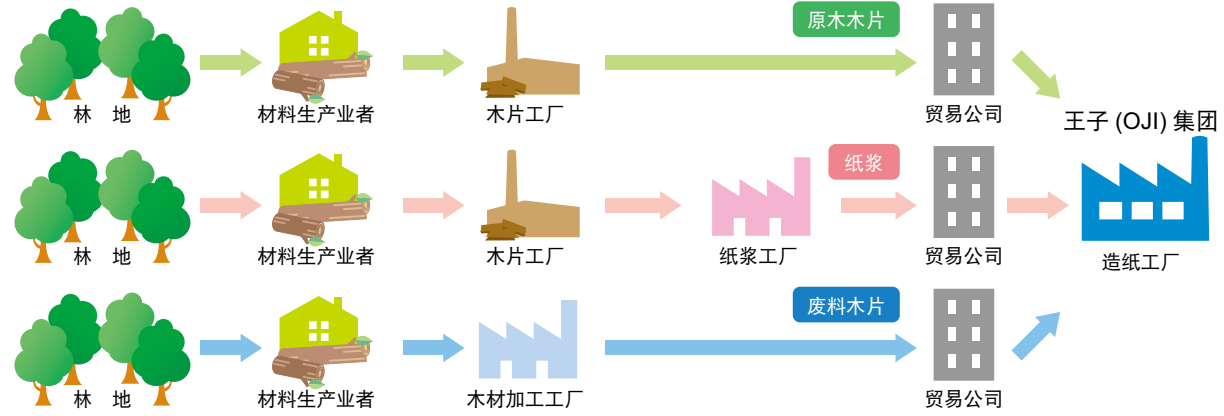 原木木片
林 地
材料生产业者
木片工厂
贸易公司
王子 (OJI) 集团
纸浆
林 地
材料生产业者
木片工厂
纸浆工厂
贸易公司
造纸工厂
废料木片
林 地
材料生产业者
木材加工工厂
贸易公司